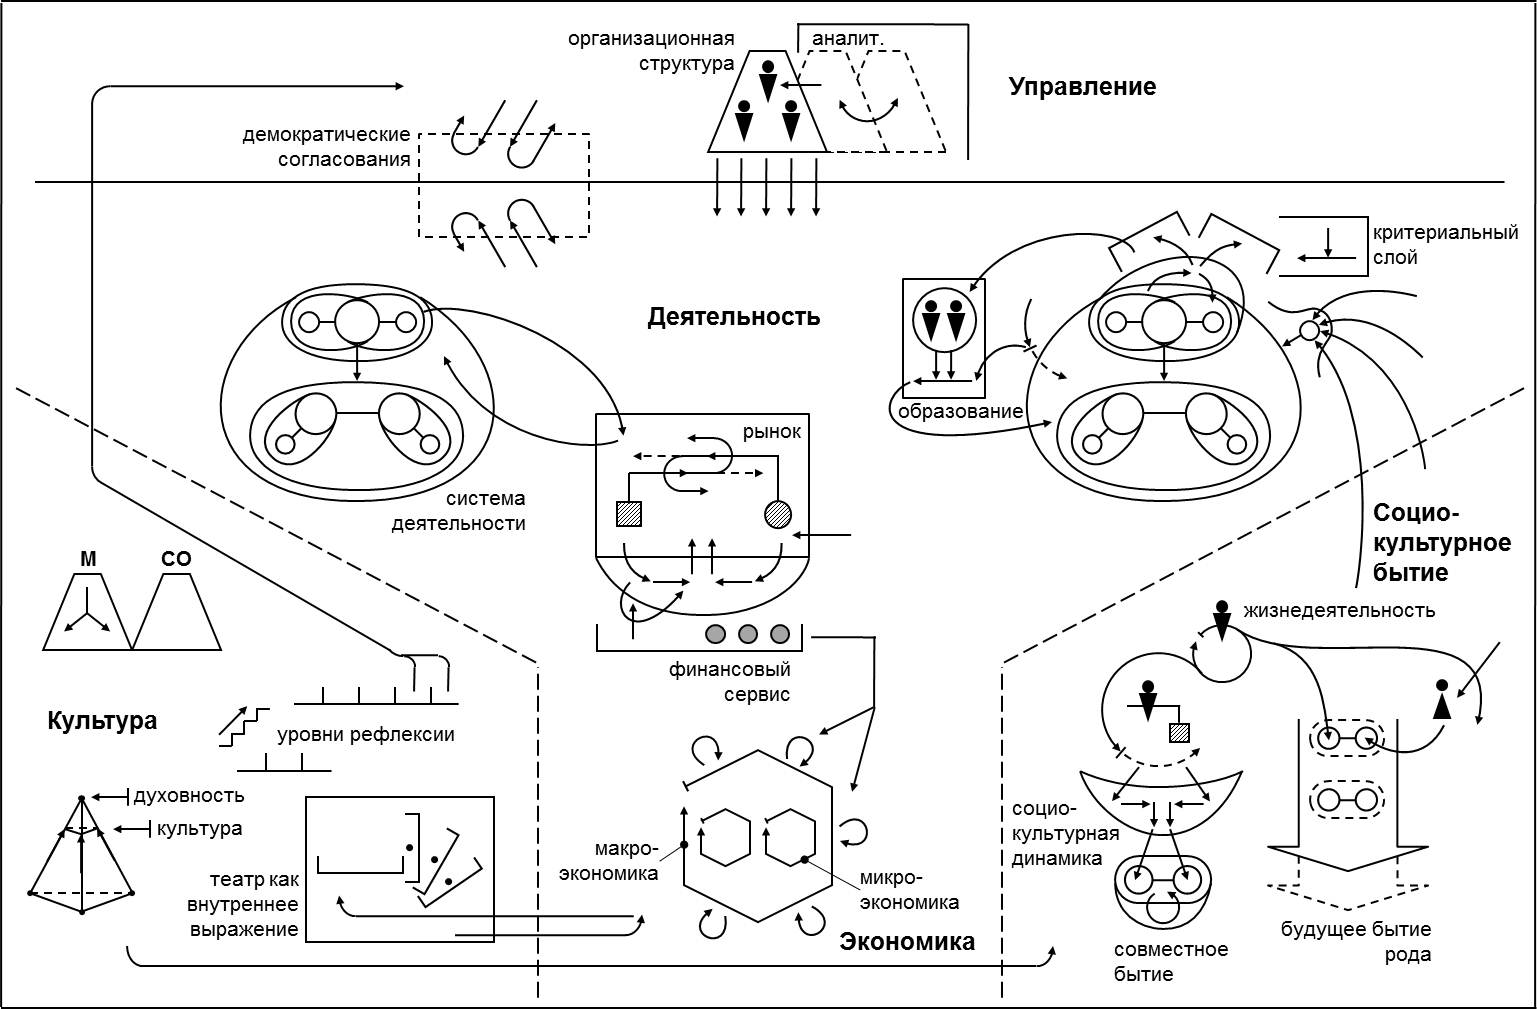 организационная
структура
аналит.
Управление
демократические
согласования
критериальный
слой
Деятельность
образование
рынок
система
деятельности
Социо-
культурное
бытие
М
СО
жизнедеятельность
финансовый
сервис
Культура
уровни рефлексии
духовность
культура
социо-
культурная
динамика
макро-
экономика
микро-
экономика
театр как
внутреннее
выражение
Экономика
совместное
бытие
будущее бытие
рода